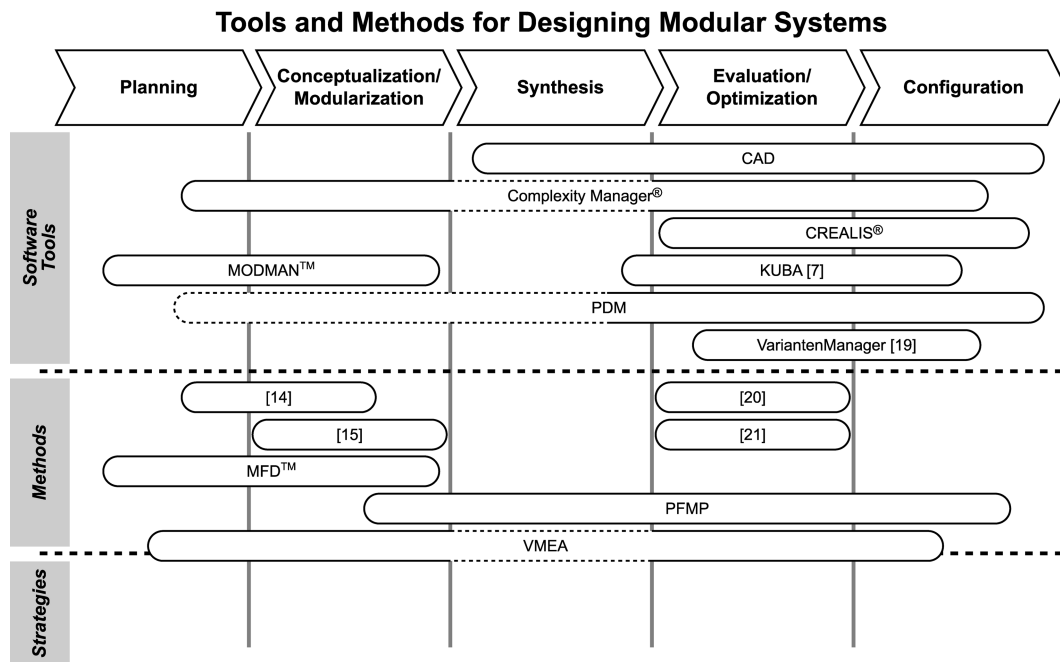 Tools and Methods for Designing Modular Systems
Planning
Conceptualization/
Modularization
Synthesis
Evaluation/
Optimization
Configuration
Software
Tools
CAD
Complexity Manager®
CREALIS®
MODMAN™
KUBA [7]
PDM
VariantenManager [19]
Methods
[14]
[20]
[15]
[21]
MFD™
PFMP
VMEA
Strategies